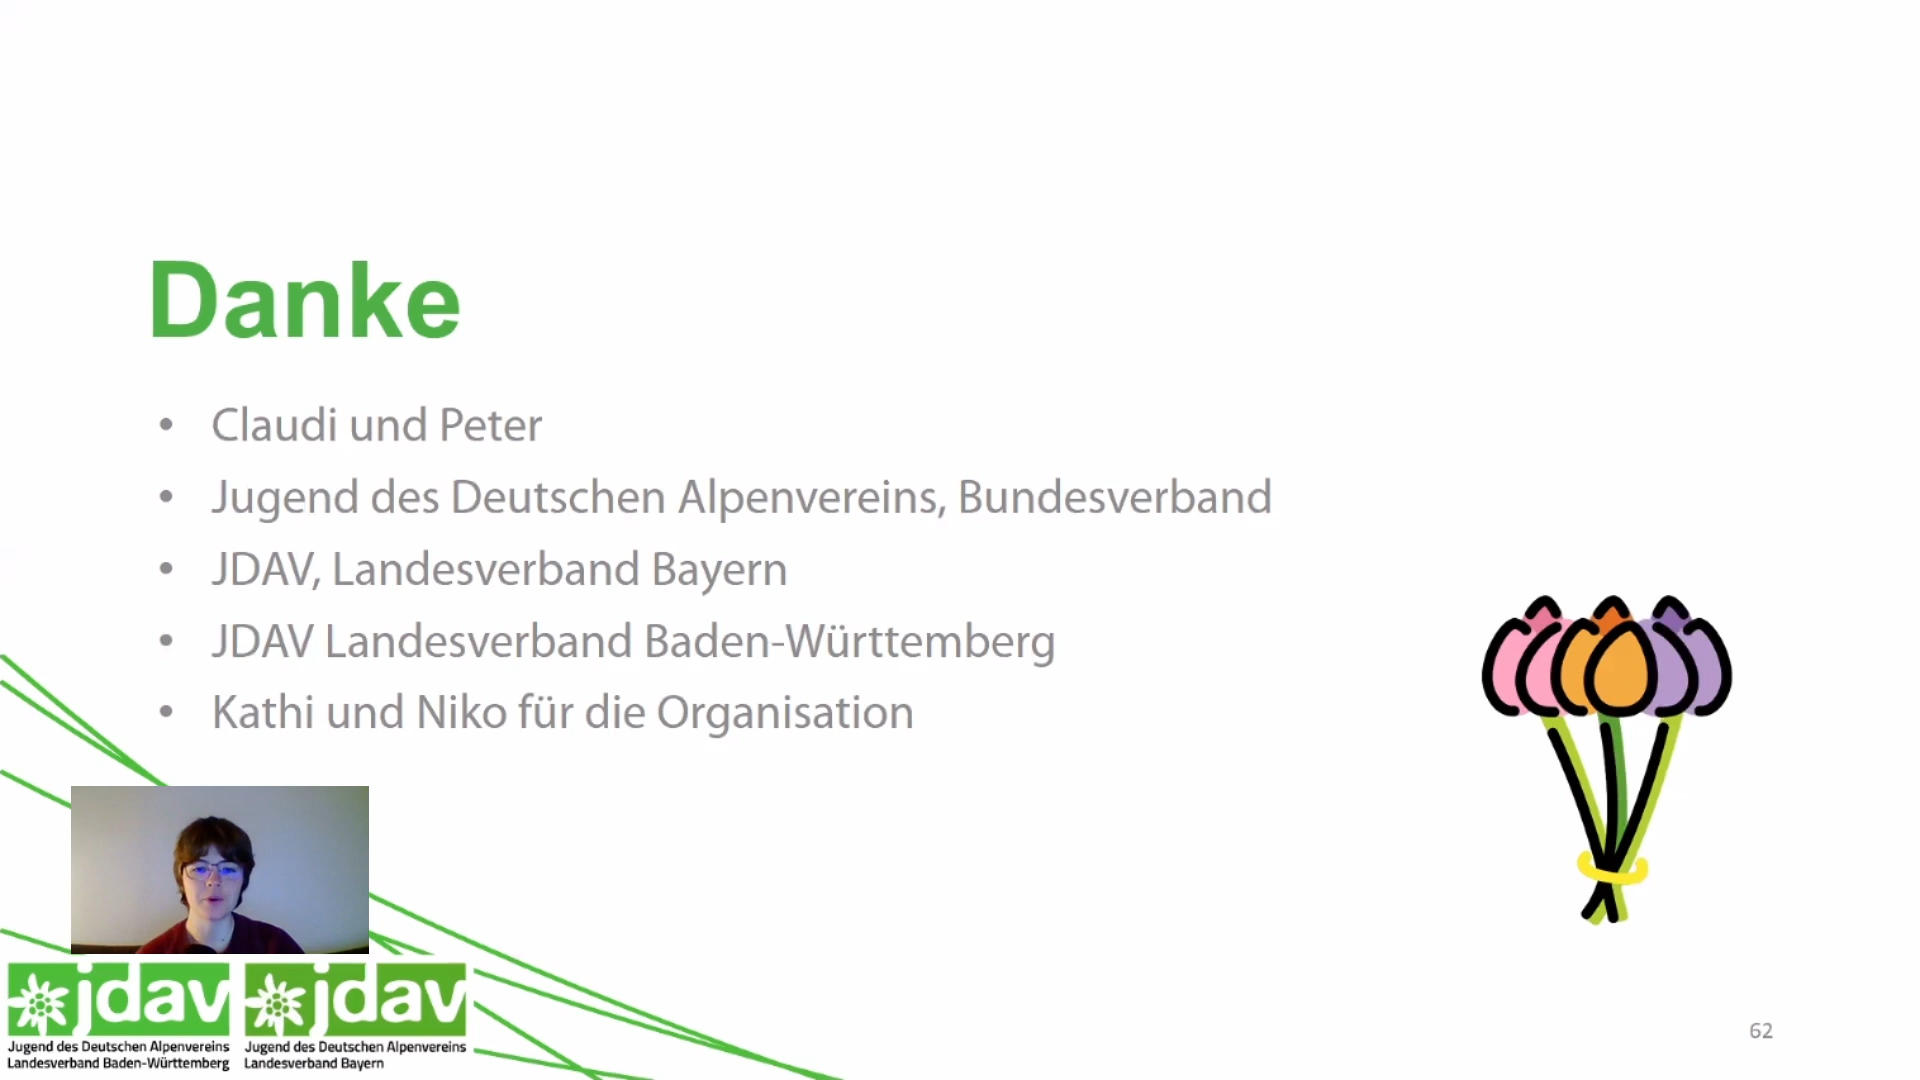 Danke
• Claudi und Peter
• Jugend des Deutschen Alpenvereins, Bundesverband
• JDAV, Landesverband Bayern
• JDAV Landesverband Baden-Württemberg
• Kathi und Niko für die Organisation
jdav
Jugend des Deutschen Alpenvereins
Landesverband Baden-Württemberg
jdav
Jugend des Deutschen Alpenvereins
Landesverband Bayern
62